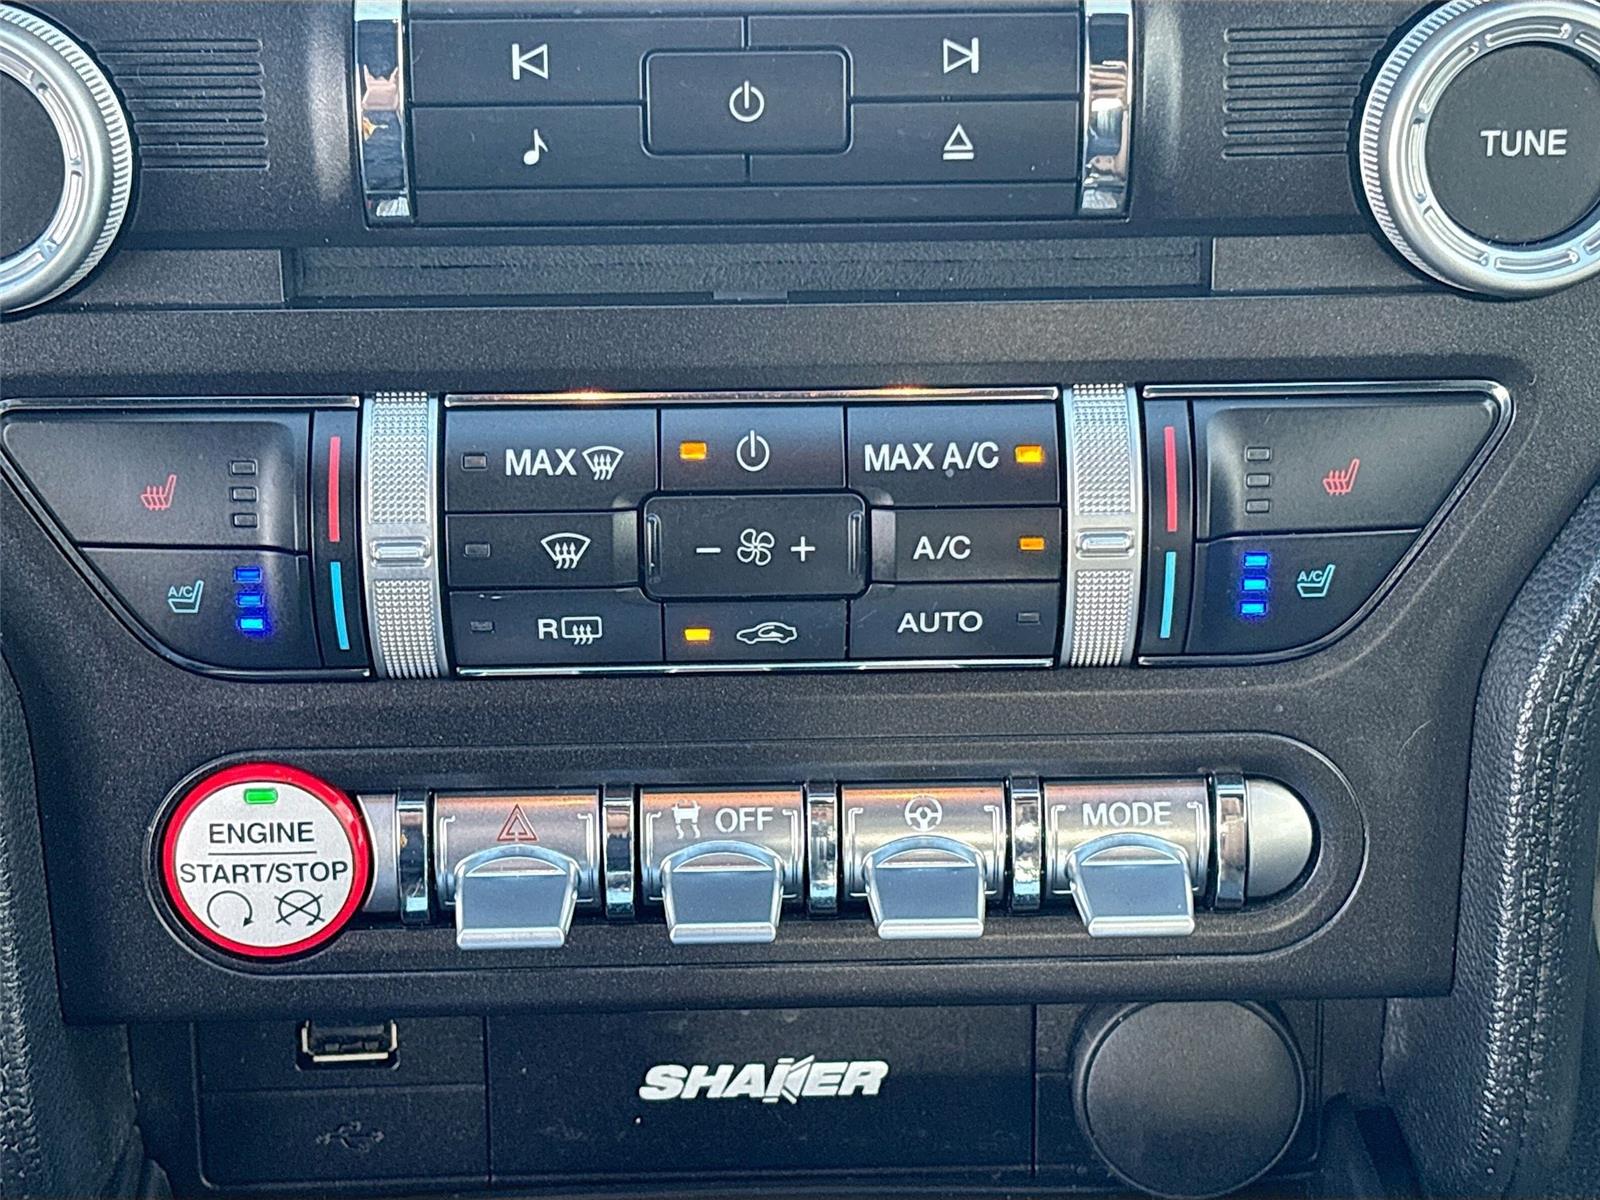 TUNE
MAX
MAX A/C
A/C
A/C
A/C
R
AUTO
ENGINE
START/STOP
OFF
MODE
SHAKER